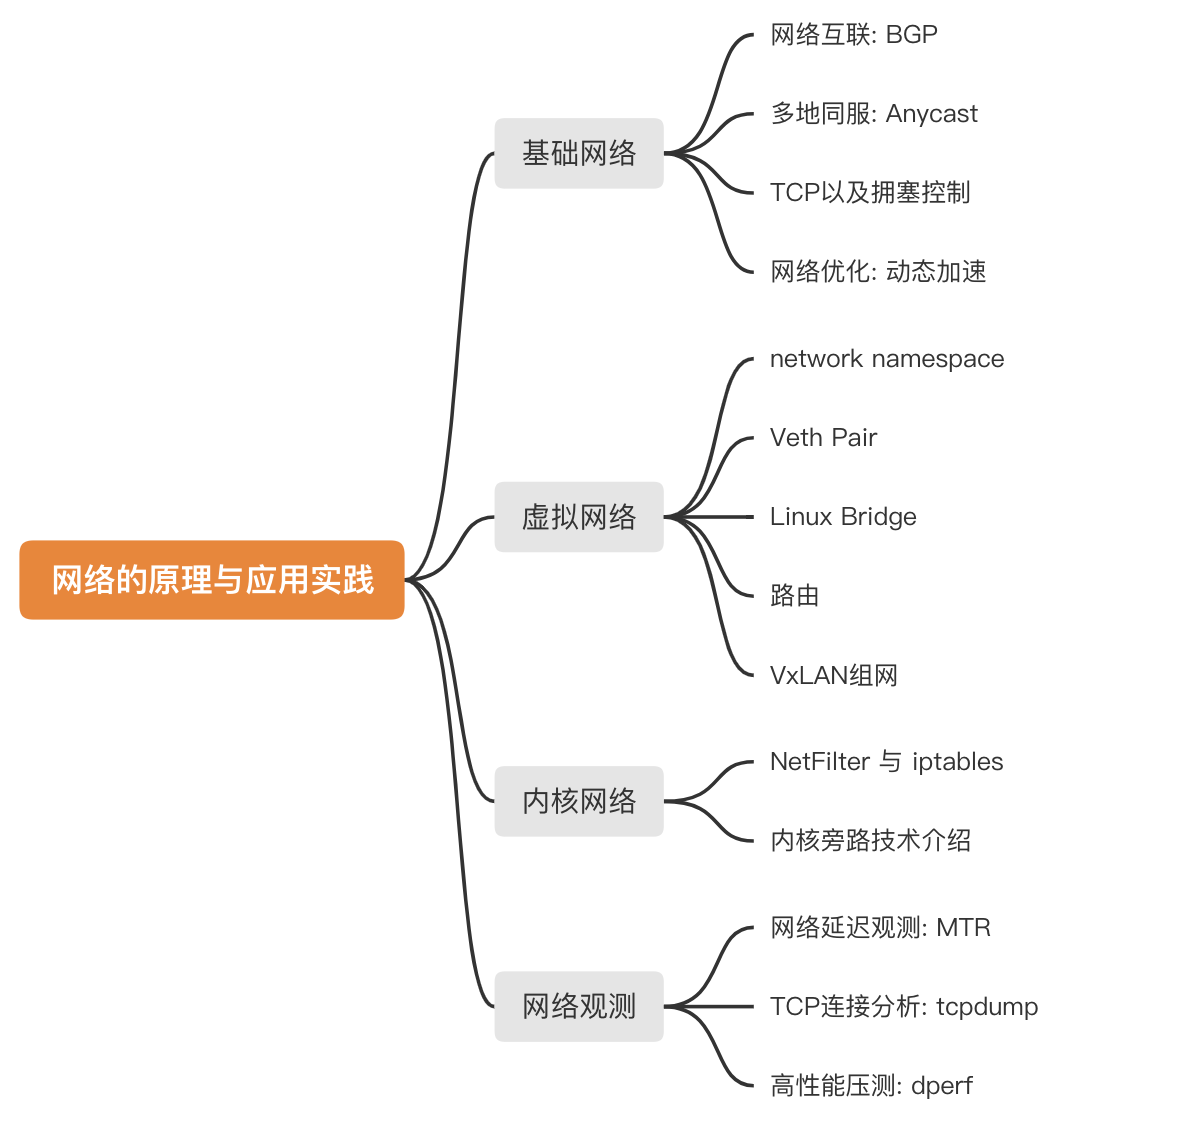 网络的原理与应用实践
基础网络
网络互联: BGP
多地同服: Anycast
TCP以及拥塞控制
网络优化: 动态加速
虚拟网络
network namespace
Veth Pair
Linux Bridge
路由
VxLAN组网
内核网络
NetFilter 与 iptables
内核旁路技术介绍
网络观测
网络延迟观测: MTR
TCP连接分析: tcpdump
高性能压测: dperf